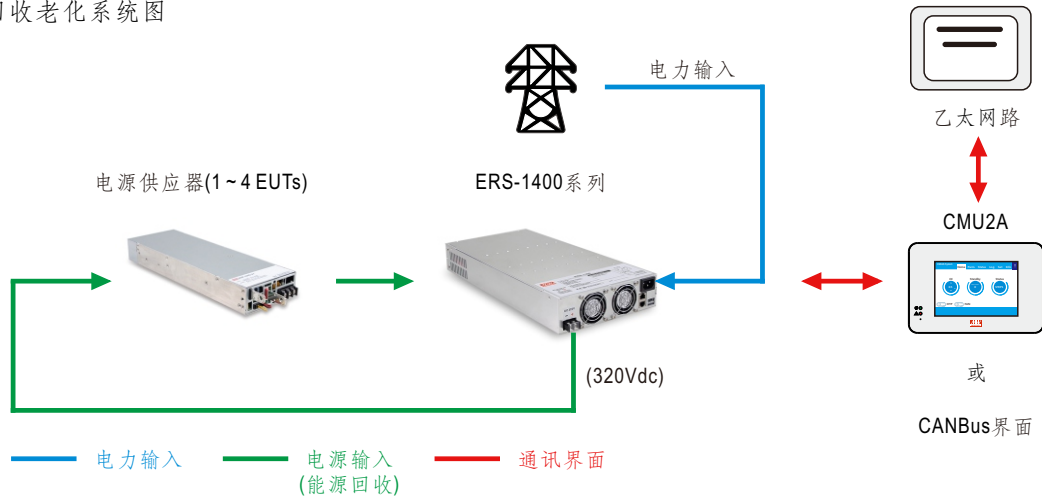 回收老化系统图
电力输入
乙太网路
电源供应器(1~4 EUTs)
ERS-1400系列
CMU2A
(320Vdc)
或
CANBus界面
电力输入
电源输入
(能源回收)
通讯界面